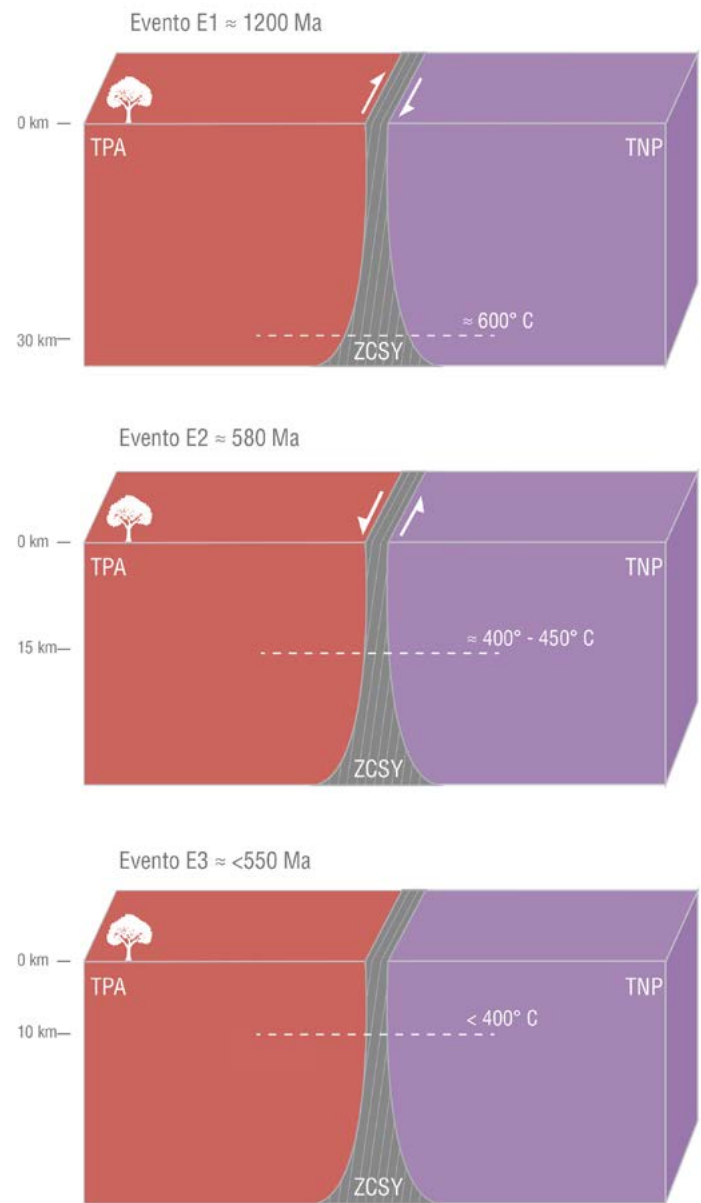 Evento E1 ≈ 1200 Ma
0 km
TPA
TNP
≈ 600° C
30 km
ZCSY
Evento E2 ≈ 580 Ma
0 km
TPA
TNP
15 km
≈ 400° - 450° C
ZCSY
Evento E3 ≈ <550 Ma
0 km
TPA
TNP
10 km
< 400° C
ZCSY